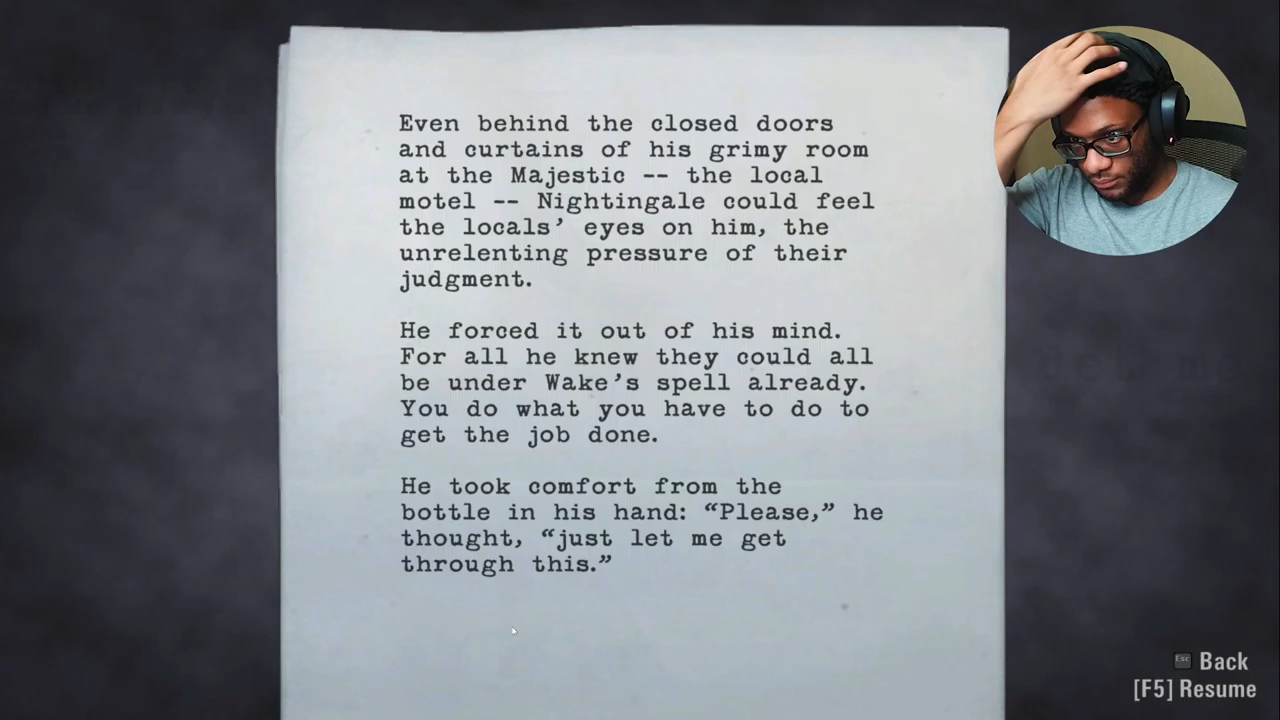 Even behind the closed doors
and curtains of his grimy room
at the Majestic -- the local
motel -- Nightingale could feel
the locals’ eyes on him, the
unrelenting pressure of their
judgment.
He forced it out of his mind.
For all he knew they could all
be under Wake’s spell already.
You do what you have to do to
get the job done.
He took comfort from the
bottle in his hand: “Please,” he
thought, “just let me get
through this.”
Esc Back
[F5] Resume